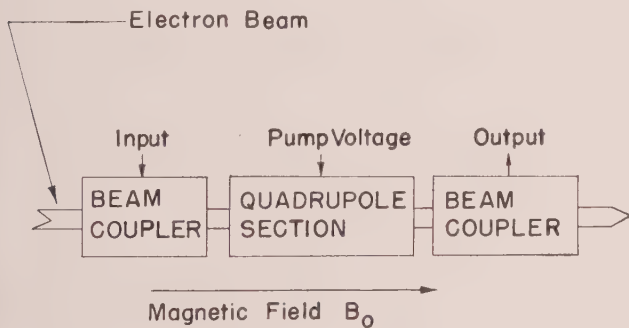 Electron Beam
Input
Pump Voltage
Output
BEAM COUPLER
QUADRUPOLE SECTION
BEAM COUPLER
Magnetic Field B₀